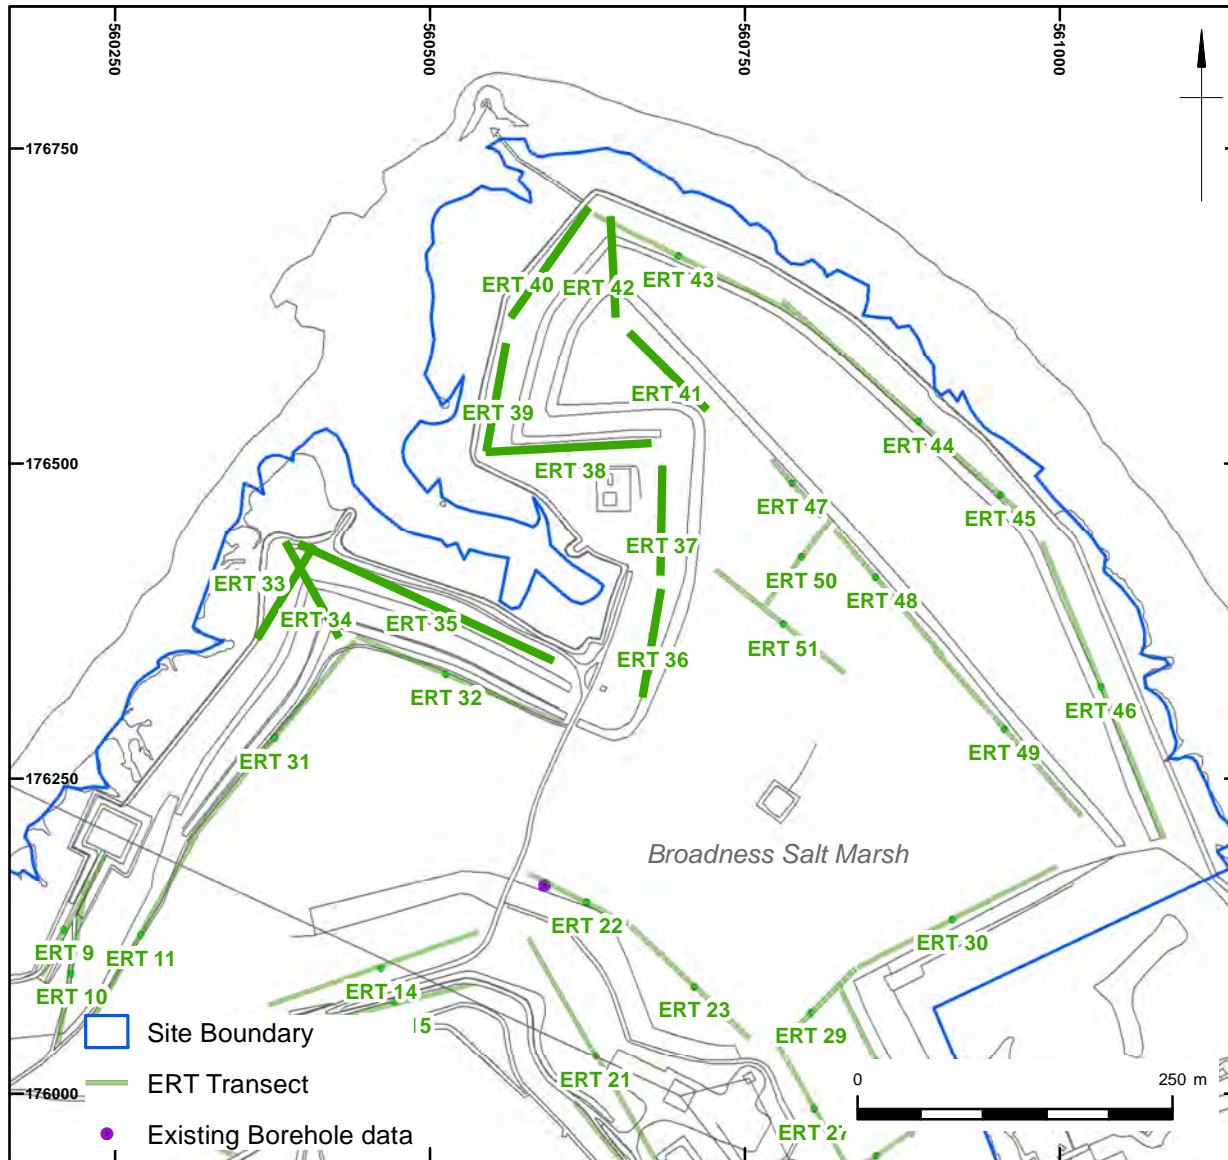 560250
560500
560750
561000
176750
176500
176250
176000
ERT 40
ERT 42
ERT 43
ERT 41
ERT 39
ERT 38
ERT 44
ERT 47
ERT 45
ERT 37
ERT 33
ERT 34
ERT 35
ERT 50
ERT 48
ERT 51
ERT 36
ERT 32
ERT 46
ERT 31
ERT 49
Broadness Salt Marsh
ERT 22
ERT 9
ERT 11
ERT 30
ERT 10
ERT 14
ERT 23
15
ERT 29
ERT 21
ERT 27
Site Boundary
ERT Transect
Existing Borehole data
0 250 m